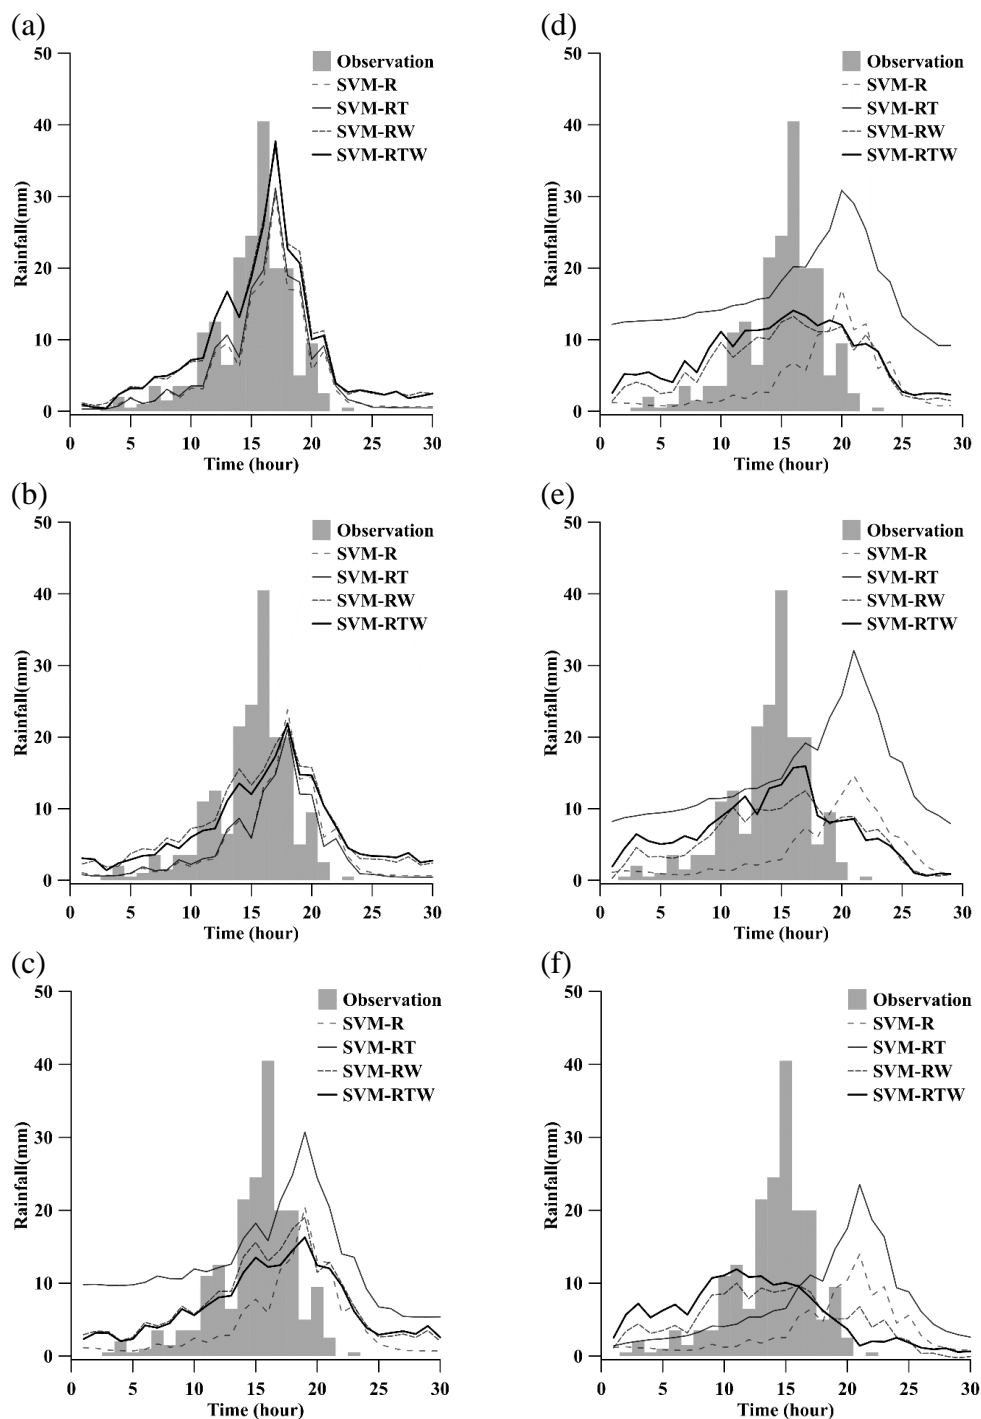 (a)
50
40
30
20
10
0
Rainfall(mm)
0 5 10 15 20 25 30
Time (hour)
Observation
SVM-R
SVM-RT
SVM-RW
SVM-RTW
(d)
50
40
30
20
10
0
Rainfall(mm)
0 5 10 15 20 25 30
Time (hour)
Observation
SVM-R
SVM-RT
SVM-RW
SVM-RTW
(b)
50
40
30
20
10
0
Rainfall(mm)
0 5 10 15 20 25 30
Time (hour)
Observation
SVM-R
SVM-RT
SVM-RW
SVM-RTW
(e)
50
40
30
20
10
0
Rainfall(mm)
0 5 10 15 20 25 30
Time (hour)
Observation
SVM-R
SVM-RT
SVM-RW
SVM-RTW
(c)
50
40
30
20
10
0
Rainfall(mm)
0 5 10 15 20 25 30
Time (hour)
Observation
SVM-R
SVM-RT
SVM-RW
SVM-RTW
(f)
50
40
30
20
10
0
Rainfall(mm)
0 5 10 15 20 25 30
Time (hour)
Observation
SVM-R
SVM-RT
SVM-RW
SVM-RTW